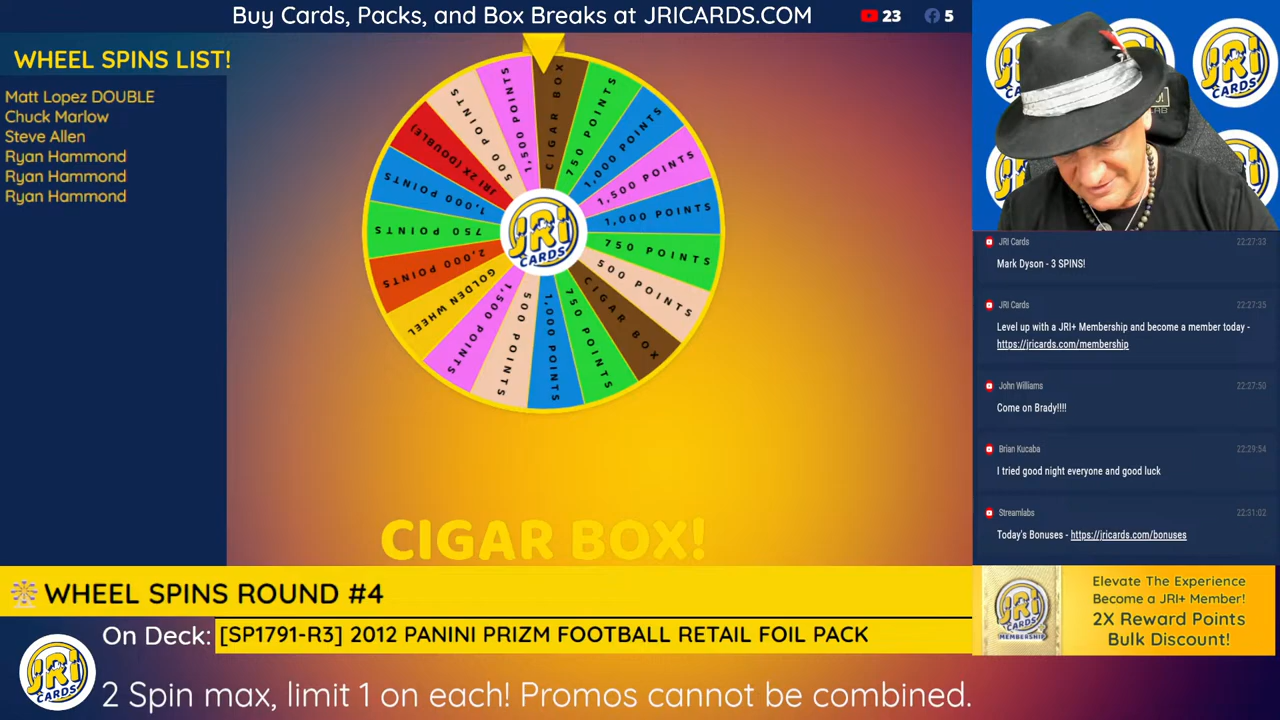 Buy Cards, Packs, and Box Breaks at JRICARDS.COM
23
5
WHEEL SPINS LIST!
Matt Lopez DOUBLE
Chuck Marlow
Steve Allen
Ryan Hammond
Ryan Hammond
Ryan Hammond
CIGAR BOX
750 POINTS
1,000 POINTS
1,500 POINTS
1,000 POINTS
750 POINTS
500 POINTS
CIGAR BOX
750 POINTS
1,000 POINTS
500 POINTS
1,500 POINTS
GOLDEN WHEEL
2,000 POINTS
750 POINTS
1,000 POINTS
JRI 2X (DOUBLE)
500 POINTS
1,500 POINTS
JRI
CARDS
CIGAR BOX!
JRI
CARDS
JRI Cards 22:27:33
Mark Dyson - 3 SPINS!
JRI Cards 22:27:35
Level up with a JRI+ Membership and become a member today -
https://jricards.com/membership
John Williams 22:27:50
Come on Brady!!!!
Brian Kucaba 22:29:54
I tried good night everyone and good luck
Streamlabs 22:31:02
Today's Bonuses - https://jricards.com/bonuses
WHEEL SPINS ROUND #4
On Deck: [SP1791-R3] 2012 PANINI PRIZM FOOTBALL RETAIL FOIL PACK
JRI
CARDS
2 Spin max, limit 1 on each! Promos cannot be combined.
JRI
CARDS
MEMBERSHIP
Elevate The Experience
Become a JRI+ Member!
2X Reward Points
Bulk Discount!